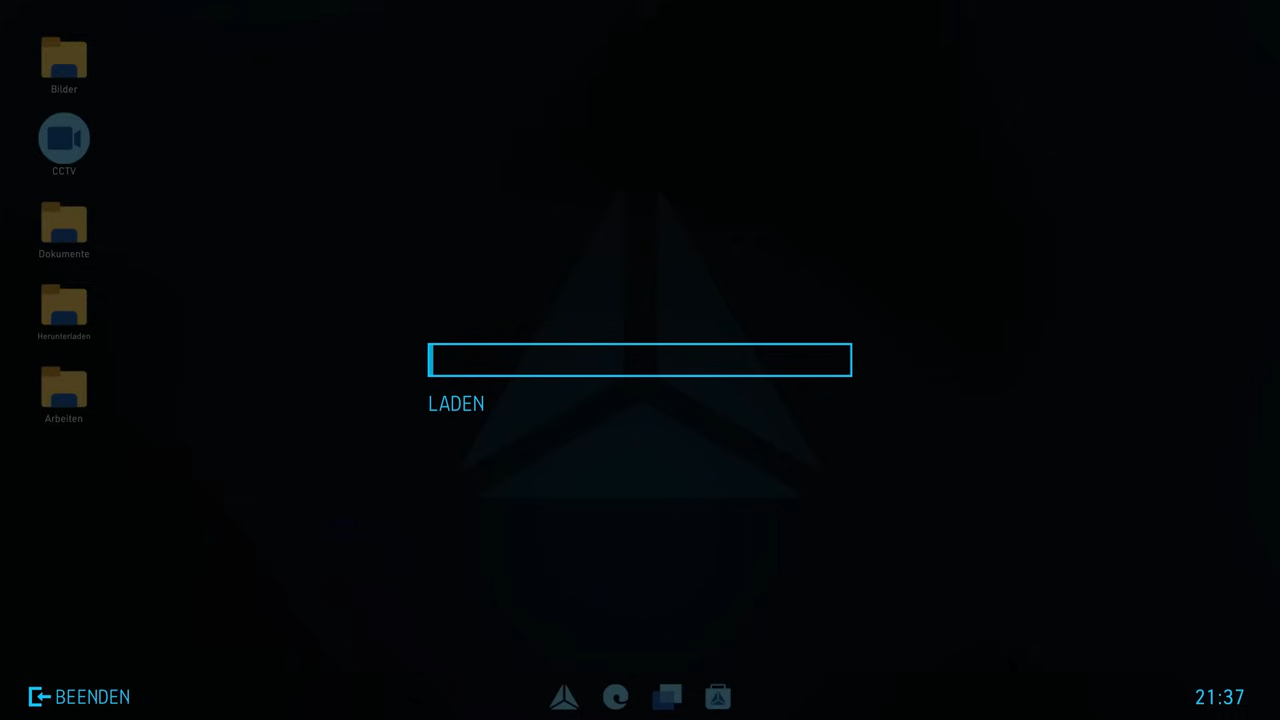 Bilder
CCTV
Dokumente
Herunterladen
Arbeiten
LADEN
BEENDEN
21:37